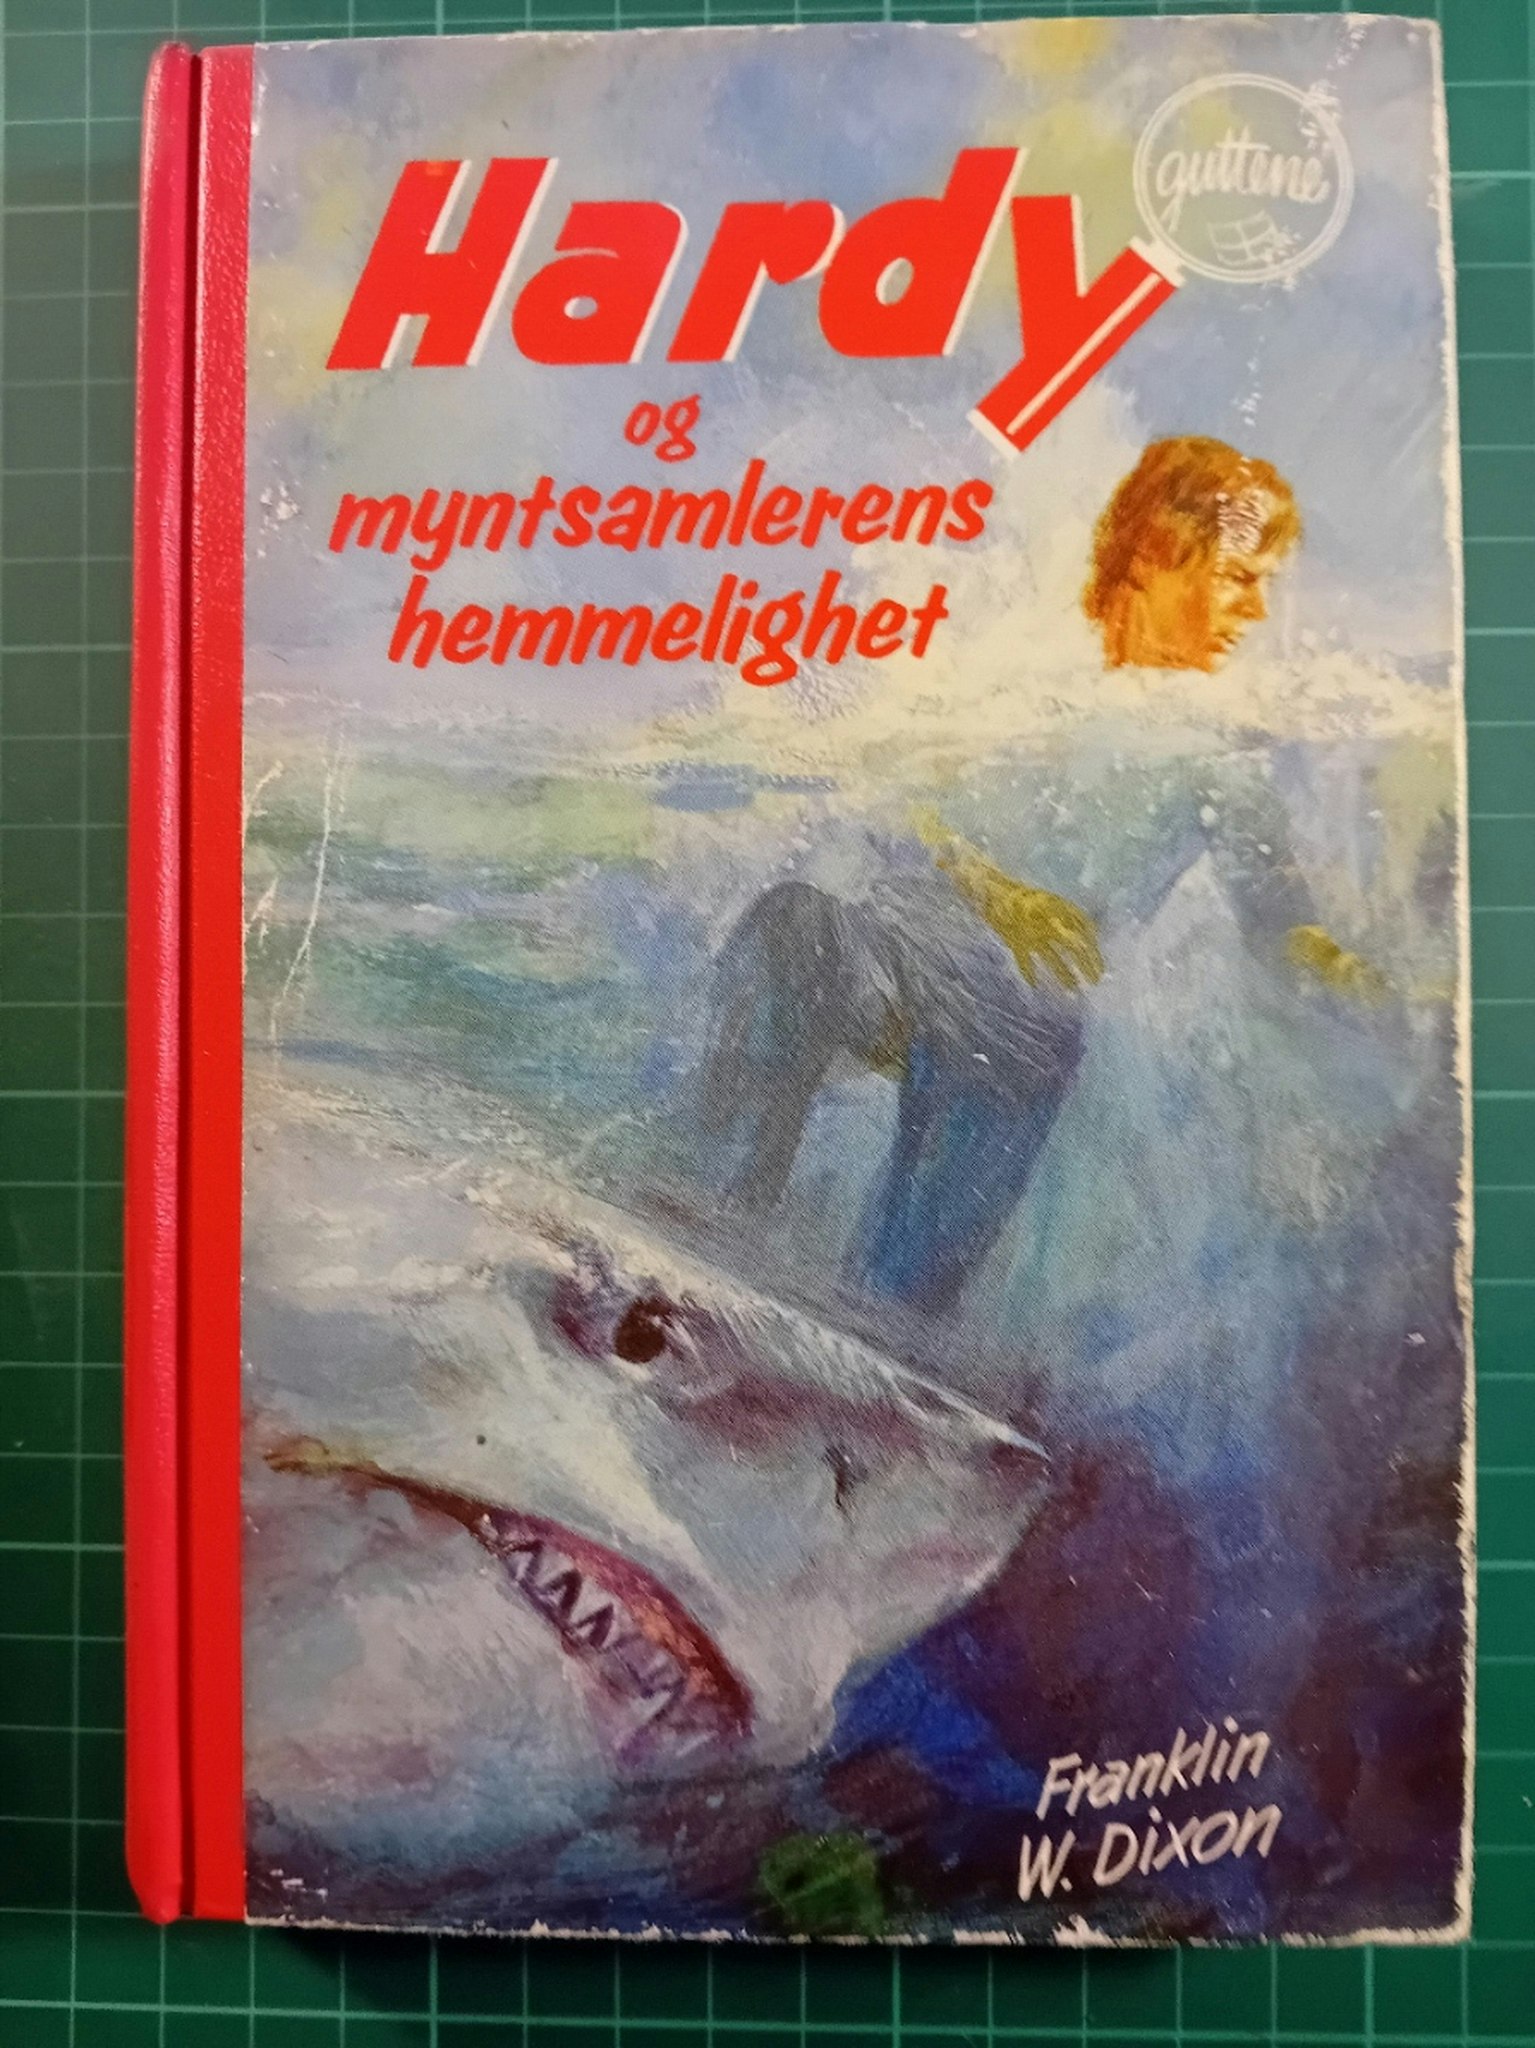 Hardy
guttene
og
myntsamlerens
hemmelighet
Franklin
W. Dixon